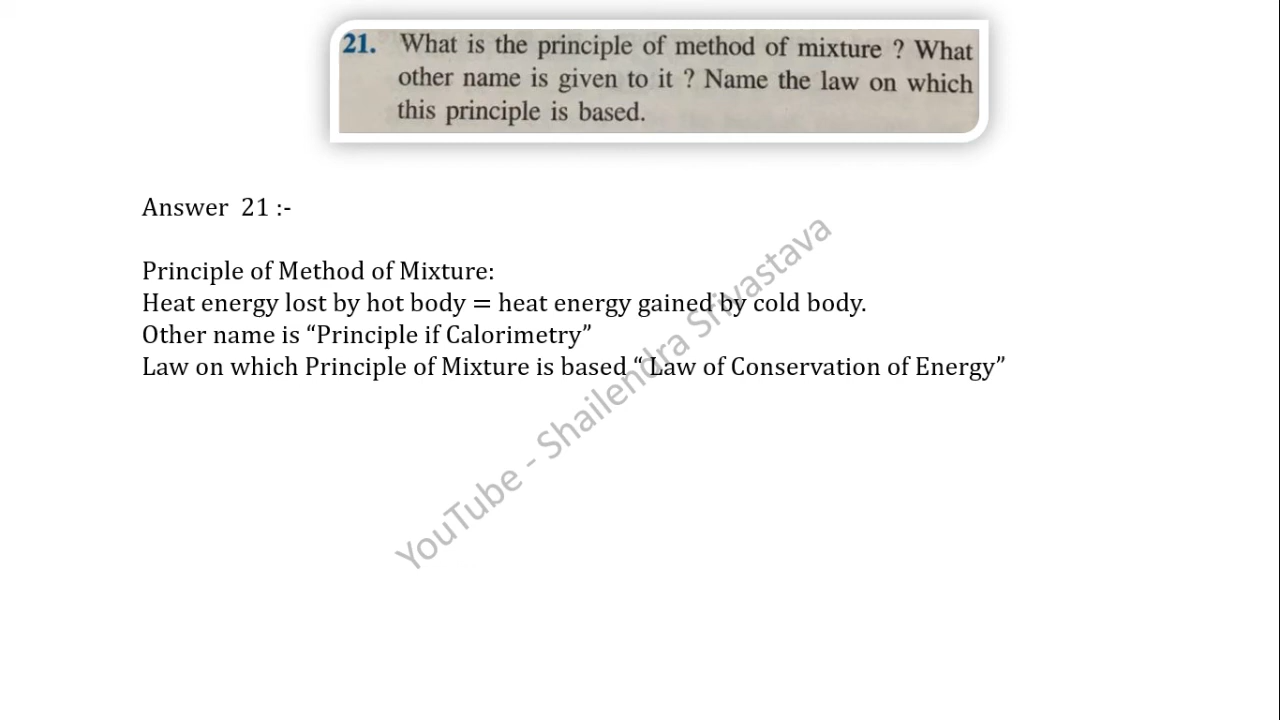 21. What is the principle of method of mixture ? What
other name is given to it ? Name the law on which
this principle is based.
Answer 21 :-
Principle of Method of Mixture:
Heat energy lost by hot body = heat energy gained by cold body.
Other name is “Principle if Calorimetry”
Law on which Principle of Mixture is based “ Law of Conservation of Energy”
YouTube - Shailendra Srivastava